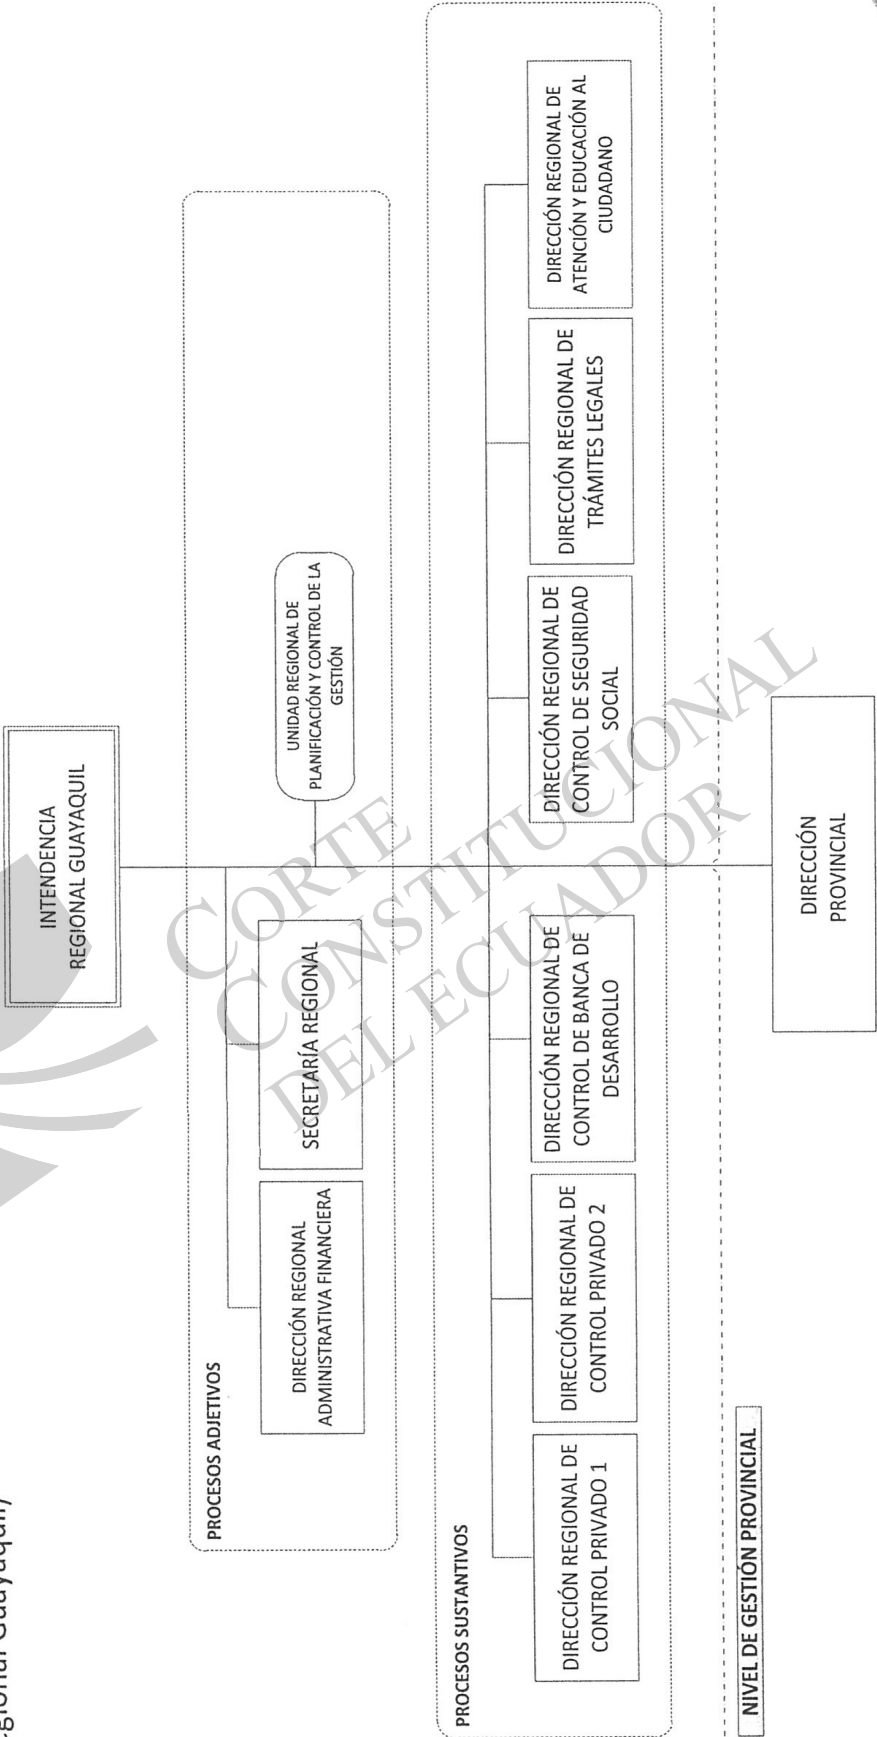 Regional Guayaquil/
INTENDENCIA
REGIONAL GUAYAQUIL
PROCESOS ADJETIVOS
DIRECCIÓN REGIONAL
ADMINISTRATIVA FINANCIERA
SECRETARÍA REGIONAL
UNIDAD REGIONAL DE
PLANIFICACIÓN Y CONTROL DE LA
GESTIÓN
PROCESOS SUSTANTIVOS
DIRECCIÓN REGIONAL DE
CONTROL PRIVADO 1
DIRECCIÓN REGIONAL DE
CONTROL PRIVADO 2
DIRECCIÓN REGIONAL DE
CONTROL DE BANCA DE
DESARROLLO
DIRECCIÓN REGIONAL DE
CONTROL DE SEGURIDAD
SOCIAL
DIRECCIÓN REGIONAL DE
TRÁMITES LEGALES
DIRECCIÓN REGIONAL DE
ATENCIÓN Y EDUCACIÓN AL
CIUDADANO
NIVEL DE GESTIÓN PROVINCIAL
DIRECCIÓN
PROVINCIAL
CORTE
CONSTITUCIONAL
DEL ECUADOR